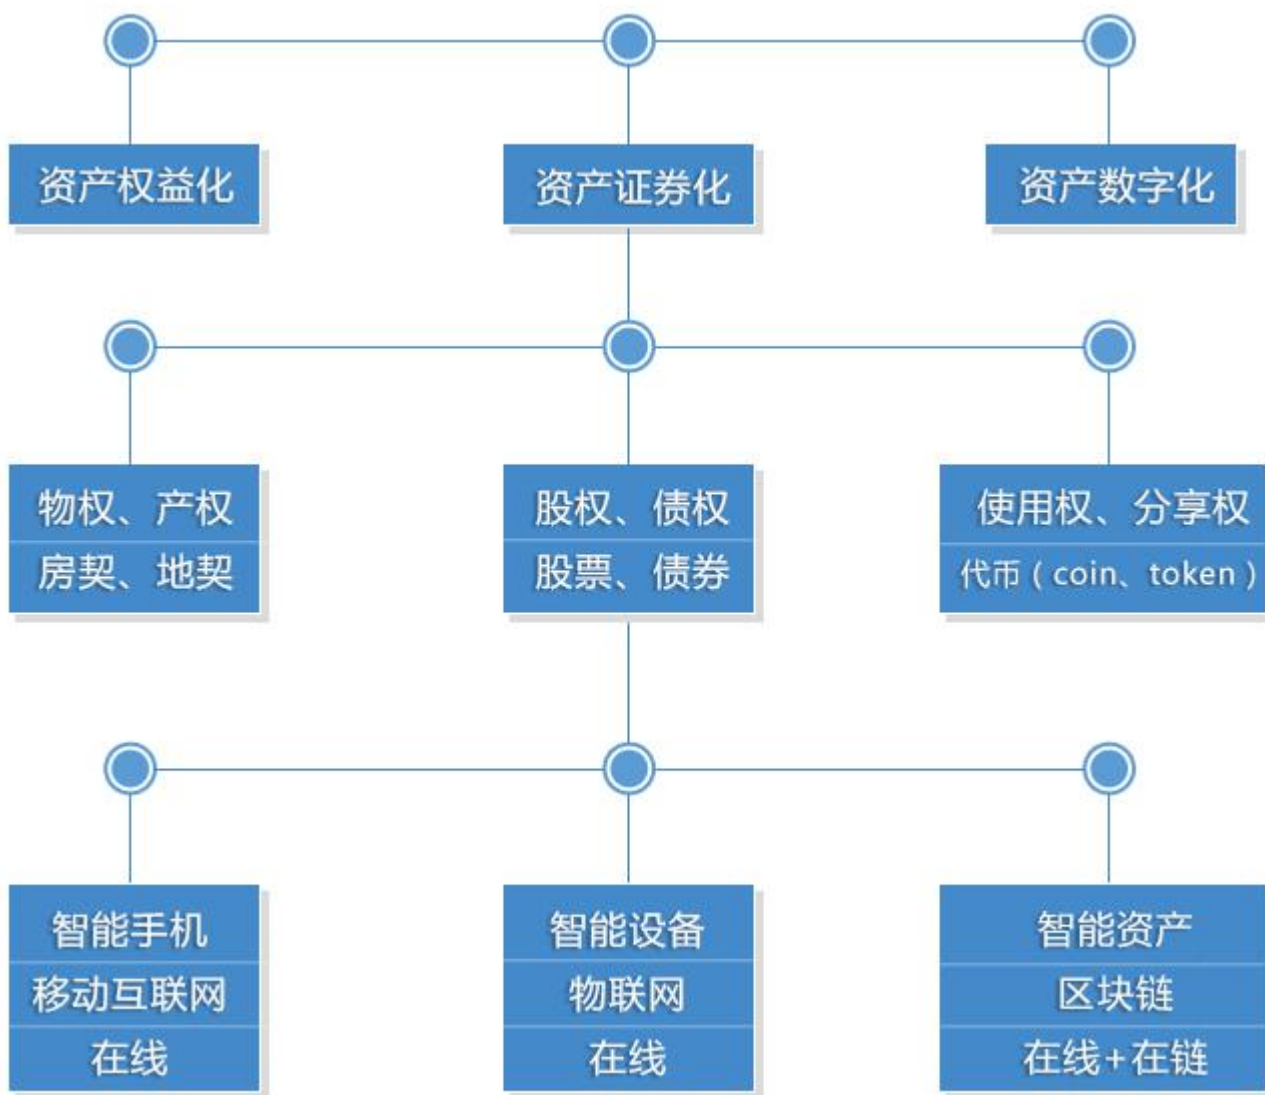 资产权益化
资产证券化
资产数字化
物权、产权
房契、地契
股权、债权
股票、债券
使用权、分享权
代币（coin、token）
智能手机
移动互联网
在线
智能设备
物联网
在线
智能资产
区块链
在线+在链